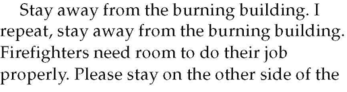 Stay away from the burning building. I
repeat, stay away from the burning building.
Firefighters need room to do their job
properly. Please stay on the other side of the